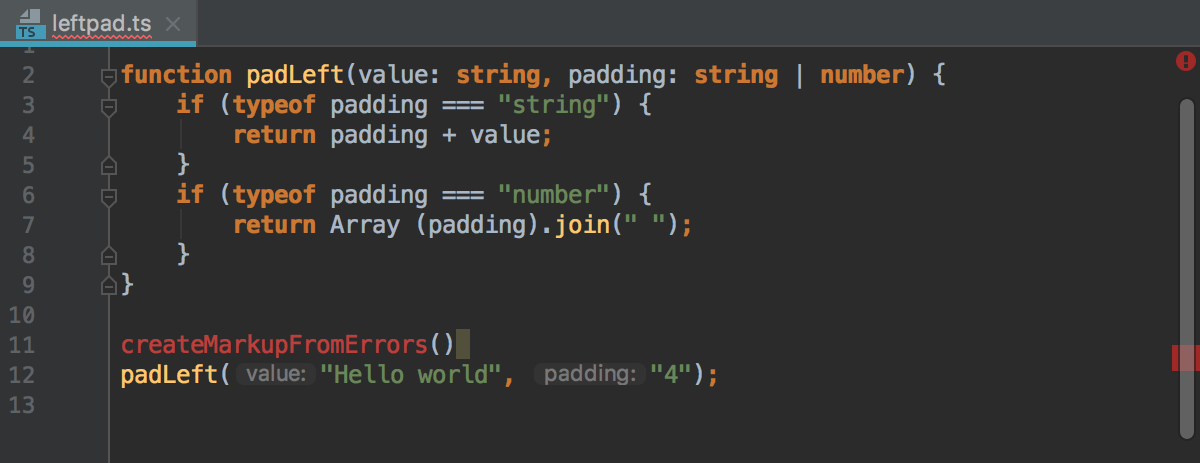 TS leftpad.ts
1
2 function padLeft(value: string, padding: string | number) {
3 if (typeof padding === "string") {
4 return padding + value;
5 }
6 if (typeof padding === "number") {
7 return Array (padding).join(" ");
8 }
9 }
10
11 createMarkupFromErrors()
12 padLeft( value: "Hello world", padding: "4");
13